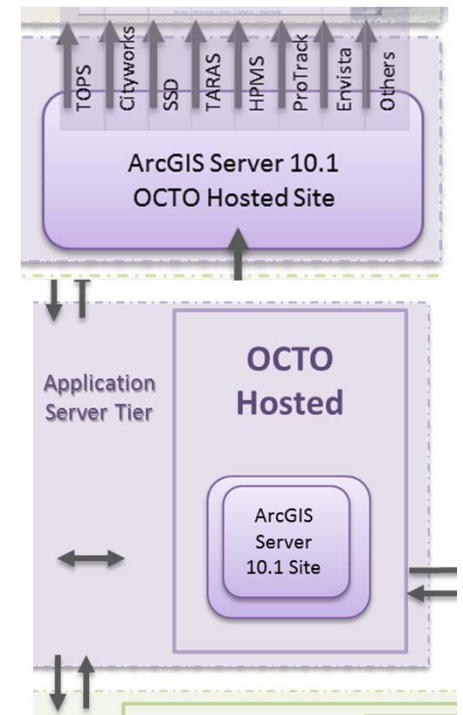 TOPS
Cityworks
SSD
TARAS
HPMS
ProTrack
Envista
Others
ArcGIS Server 10.1
OCTO Hosted Site
Application
Server Tier
OCTO
Hosted
ArcGIS
Server
10.1 Site